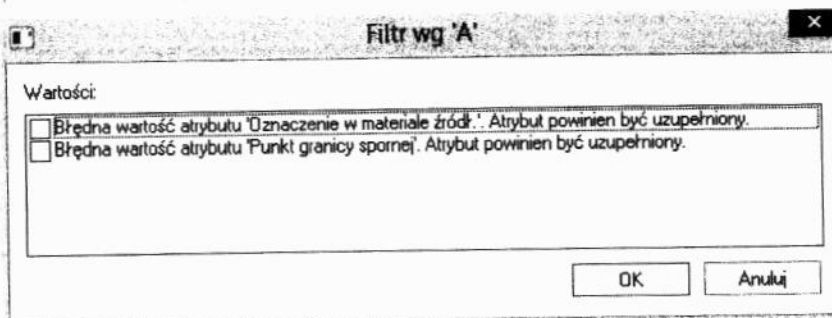 Filtr wg 'A'
Wartości:
Błędna wartość atrybutu 'Oznaczenie w materiale źródł.'. Atrybut powinien być uzupełniony.
Błędna wartość atrybutu 'Punkt granicy spornej'. Atrybut powinien być uzupełniony.
OK
Anuluj